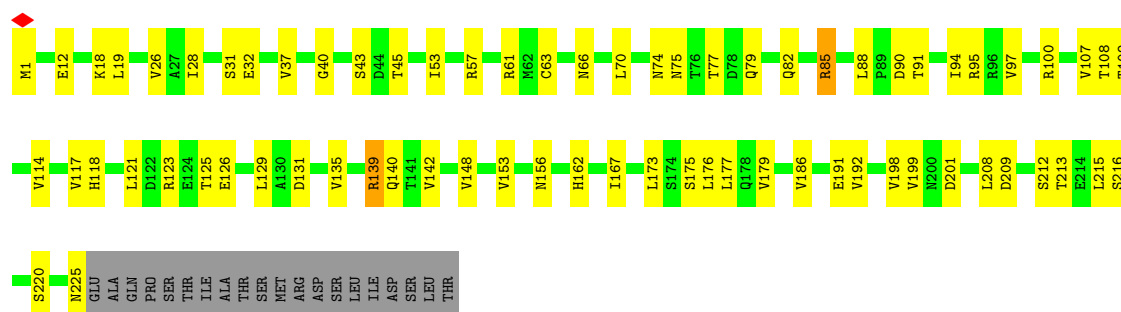 M1 E12 K18 L19 V26 A27 I28 S31 E32 V37 G40 S43 D44 T45 I53 R57 R61 M62 C63 N66 L70 N74 N75 T76 T77 D78 Q79 Q82 R85 L88 P89 D90 T91 I94 R95 R96 V97 R100 V107 T108
V114 V117 H118 L121 D122 R123 E124 T125 E126 L129 A130 D131 V135 R139 Q140 T141 V142 V148 V153 N156 H162 I167 L173 S174 S175 L176 L177 Q178 V179 V186 E191 V192 V198 V199 N200 D201 L208 D209 S212 T213 E214 L215 S216
S220 N225 GLU ALA GLN PRO SER THR ILE ALA THR SER MET ARG ASP SER LEU ILE ASP SER LEU THR